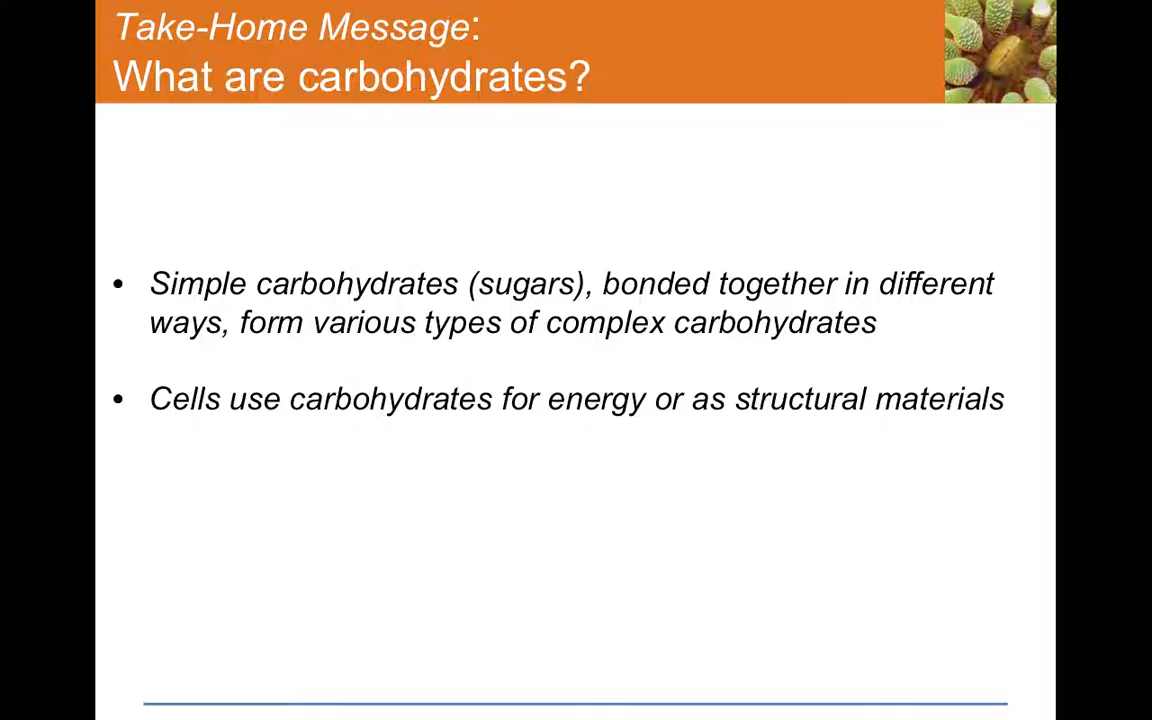 Take-Home Message:
What are carbohydrates?
• Simple carbohydrates (sugars), bonded together in different
ways, form various types of complex carbohydrates
• Cells use carbohydrates for energy or as structural materials